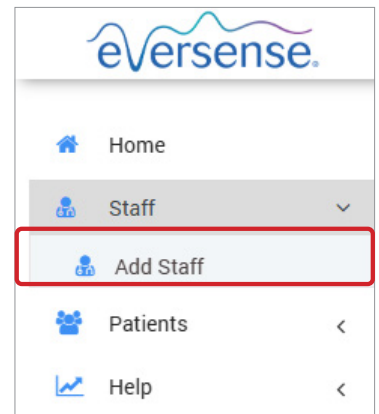 eversense.
Home
Staff
Add Staff
Patients
Help